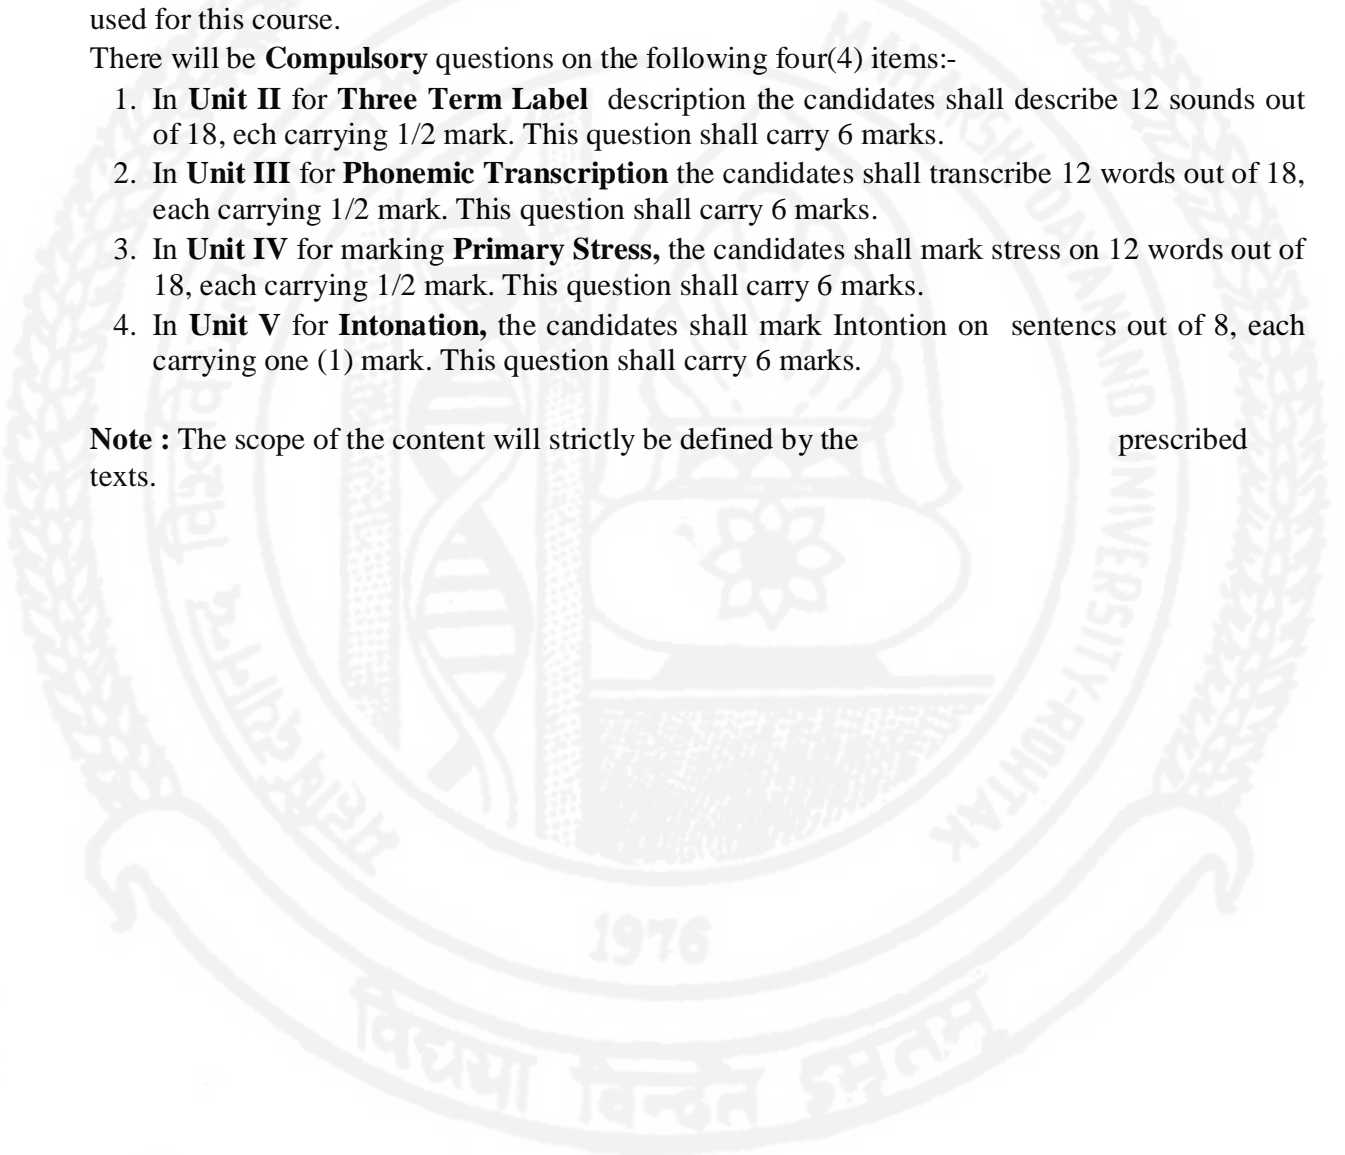 used for this course.
There will be Compulsory questions on the following four(4) items:-
1. In Unit II for Three Term Label description the candidates shall describe 12 sounds out
of 18, ech carrying 1/2 mark. This question shall carry 6 marks.
2. In Unit III for Phonemic Transcription the candidates shall transcribe 12 words out of 18,
each carrying 1/2 mark. This question shall carry 6 marks.
3. In Unit IV for marking Primary Stress, the candidates shall mark stress on 12 words out of
18, each carrying 1/2 mark. This question shall carry 6 marks.
4. In Unit V for Intonation, the candidates shall mark Intontion on sentencs out of 8, each
carrying one (1) mark. This question shall carry 6 marks.
Note : The scope of the content will strictly be defined by the prescribed
texts.
MAHARSHI DAYANAND UNIVERSITY-ROHTAK
1976
विद्यया विन्दते